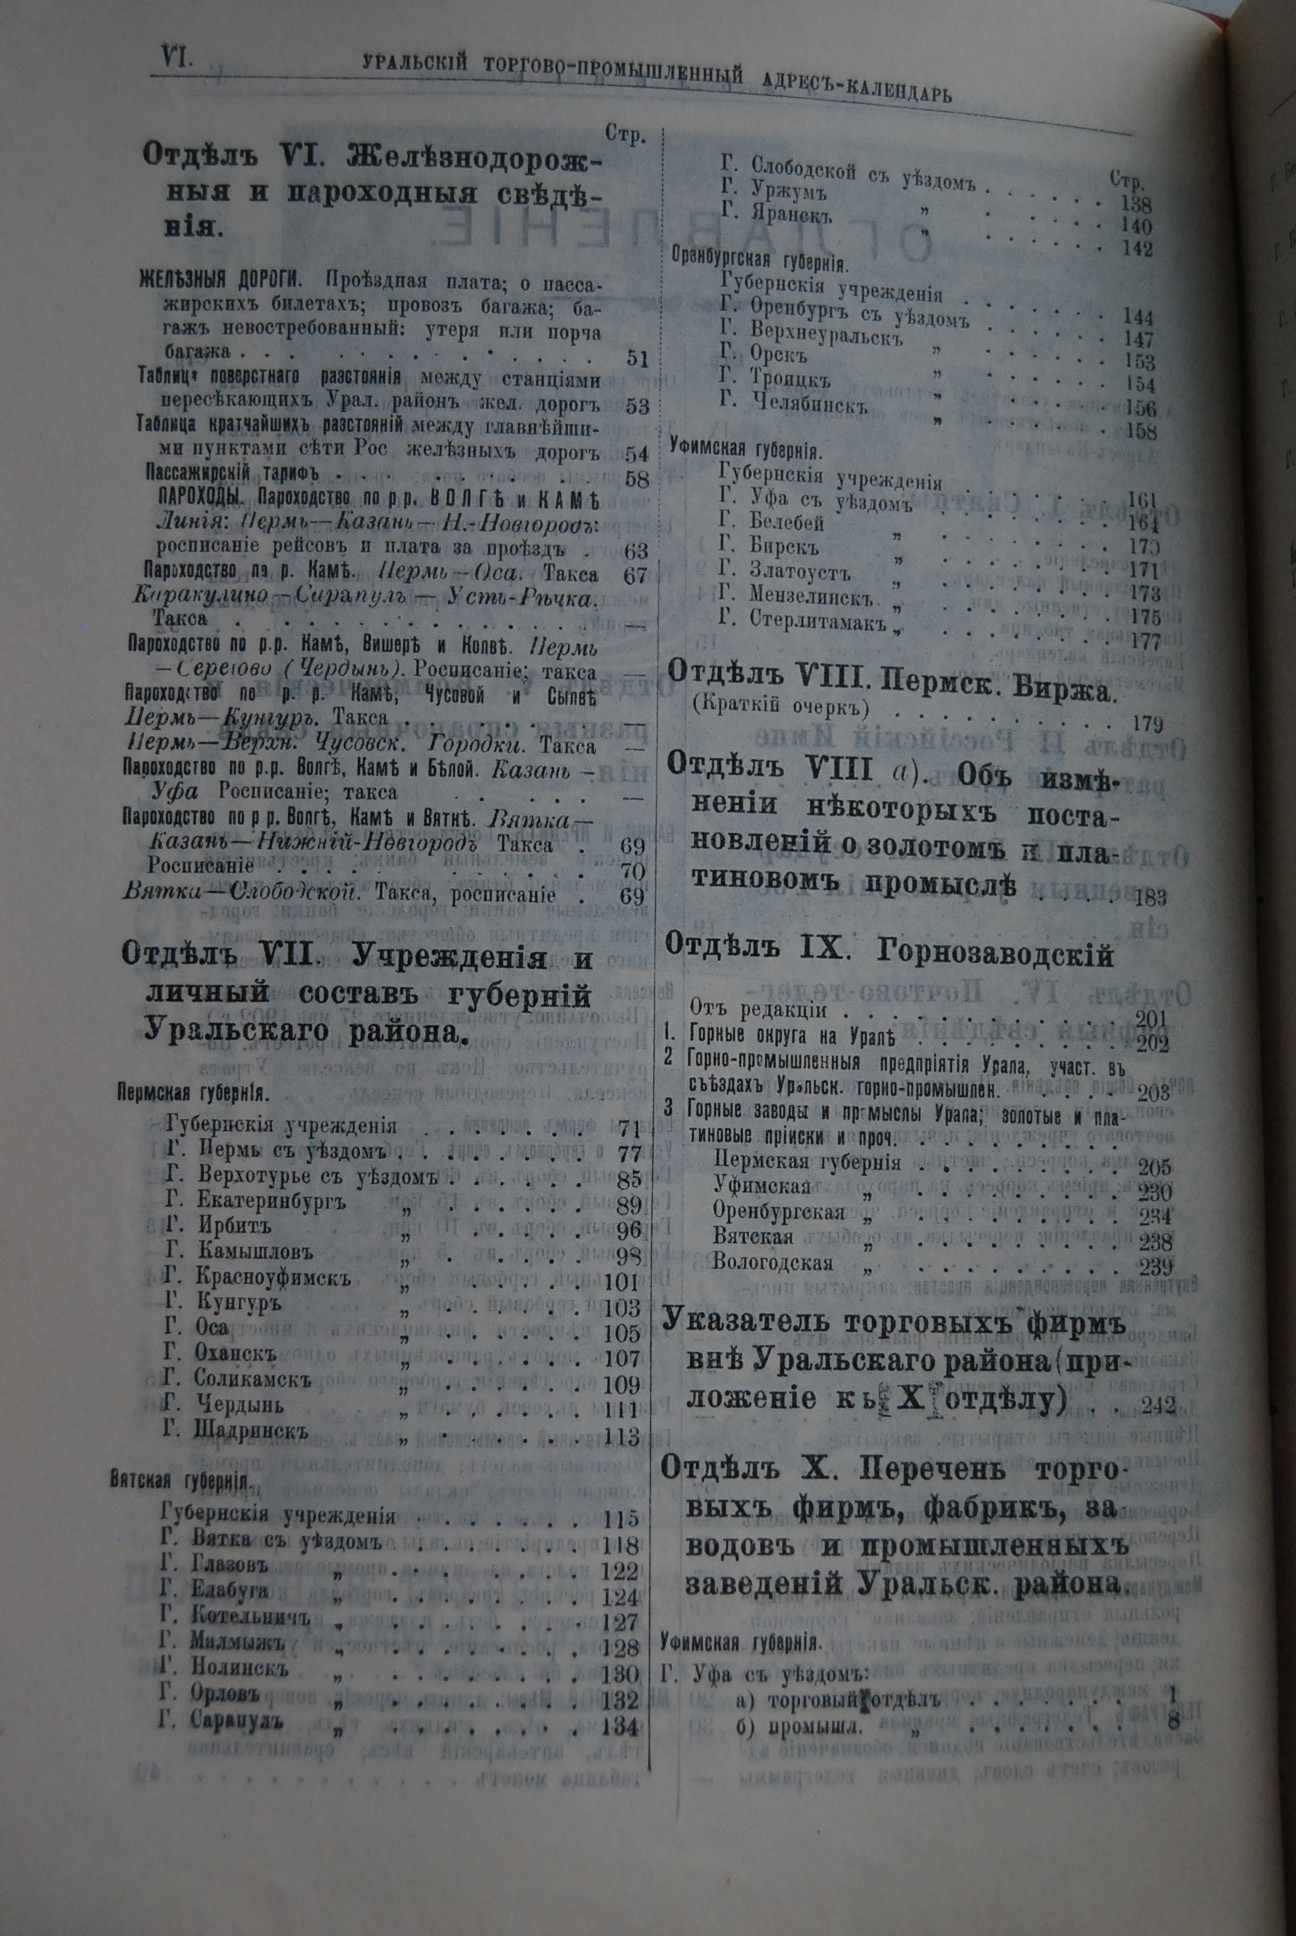 VI.
УРАЛЬСКІЙ ТОРГОВО-ПРОМЫШЛЕННЫЙ АДРЕСЪ-КАЛЕНДАРЬ
Стр.
Отдѣлъ VI. Желѣзнодорож-
ныя и пароходныя свѣдѣ-
нія.
ЖЕЛѢЗНЫЯ ДОРОГИ. Проѣздная плата; о пасса-
жирскихъ билетахъ; провозъ багажа; ба-
гажъ невостребованный: утеря или порча
багажа . . . . . . . . . . . . . 51
Таблица поверстнаго разстоянія между станціями
пересѣкающихъ Урал. районъ жел. дорогъ 53
Таблица кратчайшихъ разстояній между главнѣйши-
ми пунктами сѣти Рос желѣзныхъ дорогъ 54
Пассажирскій тарифъ . . . . . . . . . . 58
ПАРОХОДЫ. Пароходство по р.р. ВОЛГѢ и КАМѢ
Линія: Пермь—Казань—Н.-Новгородъ:
росписаніе рейсовъ и плата за проѣздъ . 63
Пароходство по р. Камѣ. Пермь—Оса. Такса 67
Каракулино—Сарапулъ—Усть-Рѣчка.
Такса . . . . . . . . . . . . . —
Пароходство по р.р. Камѣ, Вишерѣ и Колвѣ. Пермь
—Серегово (Чердынь). Росписаніе; такса —
Пароходство по р. р. Камѣ, Чусовой и Сылвѣ
Пермь—Кунгуръ. Такса . . . . . . . —
Пермь—Верхн. Чусовск. Городки. Такса —
Пароходство по р.р. Волгѣ, Камѣ и Бѣлой. Казань —
Уфа Росписаніе; такса . . . . . —
Пароходство по р р. Волгѣ, Камѣ и Вяткѣ. Вятка—
Казань—Нижній-Новгородъ Такса . 69
Росписаніе . . . . . . . . . . . 70
Вятка—Слободской. Такса, росписаніе . 69
Отдѣлъ VII. Учрежденія и
личный составъ губерній
Уральскаго района.
Пермская губернія.
Губернскія учрежденія . . . . . . . 71
Г. Пермь съ уѣздомъ . . . . . . . . 77
Г. Верхотурье съ уѣздомъ . . . . . . 85
Г. Екатеринбургъ „ . . . . . . 89
Г. Ирбитъ „ . . . . . . 96
Г. Камышловъ „ . . . . . . 98
Г. Красноуфимскъ „ . . . . . 101
Г. Кунгуръ „ . . . . . . 103
Г. Оса „ . . . . . . 105
Г. Оханскъ „ . . . . . . 107
Г. Соликамскъ „ . . . . . . 109
Г. Чердынь „ . . . . . . 111
Г. Шадринскъ „ . . . . . . 113
Вятская губернія.
Губернскія учрежденія . . . . . . . 115
Г. Вятка съ уѣздомъ . . . . . . . 118
Г. Глазовъ „ . . . . . . . 122
Г. Елабуга „ . . . . . . . 124
Г. Котельничъ „ . . . . . . . 127
Г. Малмыжъ „ . . . . . . . 128
Г. Нолинскъ „ . . . . . . . 130
Г. Орловъ „ . . . . . . . 132
Г. Сарапулъ „ . . . . . . . 134
Стр.
Г. Слободской съ уѣздомъ . . . . . . 138
Г. Уржумъ „ . . . . . . 140
Г. Яранскъ „ . . . . . . 142
Оренбургская губернія.
Губернскія учрежденія . . . . . . . 144
Г. Оренбургъ съ уѣздомъ . . . . . . 147
Г. Верхнеуральскъ „ . . . . . . 153
Г. Орскъ „ . . . . . . 154
Г. Троицкъ „ . . . . . . 156
Г. Челябинскъ „ . . . . . . 158
Уфимская губернія.
Губернскія учрежденія . . . . . . . 161
Г. Уфа съ уѣздомъ . . . . . . . 164
Г. Белебей „ . . . . . . . 170
Г. Бирскъ „ . . . . . . . 171
Г. Златоустъ „ . . . . . . . 173
Г. Мензелинскъ. „ . . . . . . . 175
Г. Стерлитамакъ „ . . . . . . . 177
Отдѣлъ VIII. Пермск. Биржа.
(Краткій очеркъ) . . . . . . . . . . 179
Отдѣлъ VIII а). Объ измѣ-
неніи нѣкоторыхъ поста-
новленій о золотомъ и пла-
тиновомъ промыслѣ . . . . 183
Отдѣлъ IX. Горнозаводскій
Отъ редакціи . . . . . . . . . . . . 201
1. Горные округа на Уралѣ . . . . . . . . . 202
2 Горно-промышленныя предпріятія Урала, участ. въ
съѣздахъ Уральск. горно-промышлен. . . . . . 203
3 Горные заводы и промыслы Урала; золотые и пла-
тиновые пріиски и проч. . . . . . . . . . .
Пермская губернія . . . . . . . . . 205
Уфимская „ . . . . . . . . . 230
Оренбургская „ . . . . . . . . . 234
Вятская „ . . . . . . . . . 238
Вологодская „ . . . . . . . . . 239
Указатель торговыхъ фирмъ
внѣ Уральскаго района (при-
ложеніе къ X отдѣлу) . . 242
Отдѣлъ X. Перечень торго-
выхъ фирмъ, фабрикъ, за
водовъ и промышленныхъ
заведеній Уральск. района.
Уфимская губернія.
Г. Уфа съ уѣздомъ:
а) торговый отдѣлъ . . . . . . . 1
б) промышл. „ . . . . . . . 8